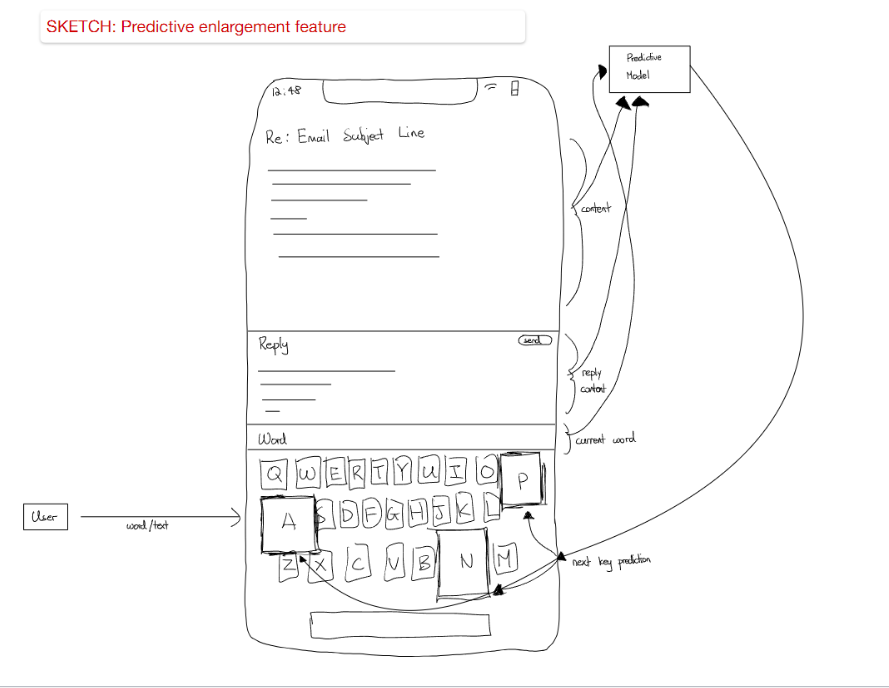 SKETCH: Predictive enlargement feature
Predictive
Model
12:48
Re: Email Subject Line
content
Reply
send
reply
context
Word
current word
Q W E R T Y U I O P
A S D F G H J K L
Z X C V B N M
User
word/text
next key prediction